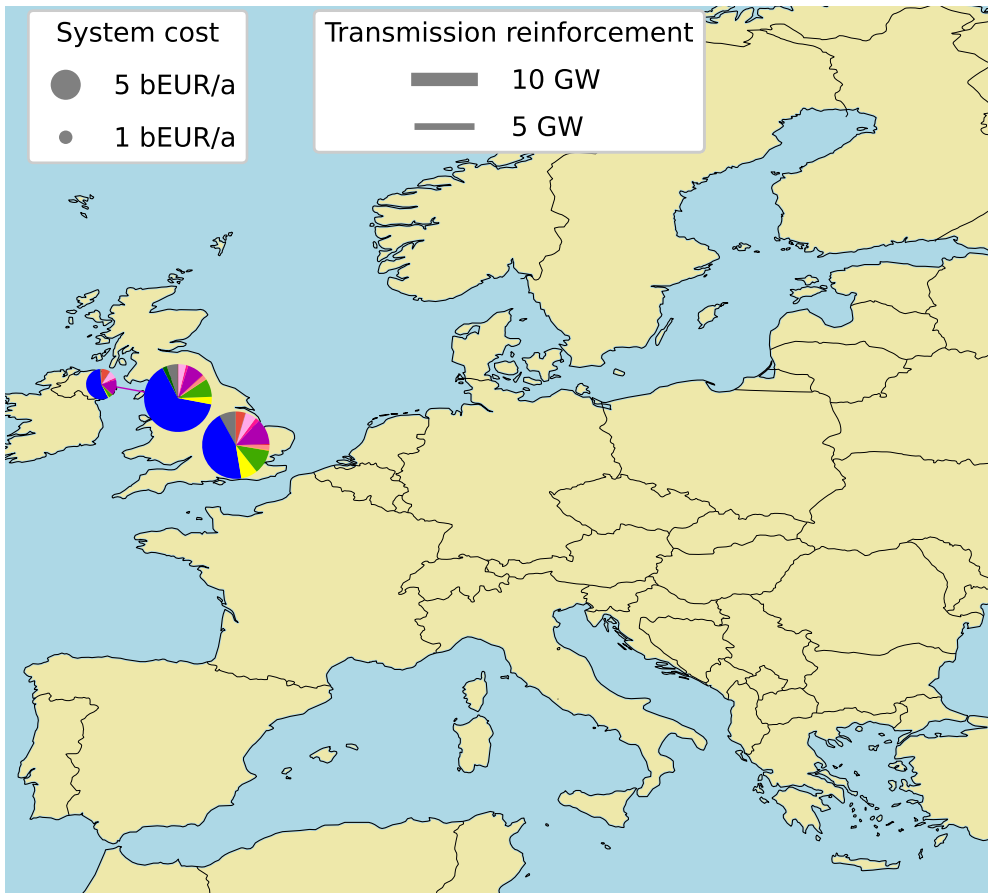 System cost
5 bEUR/a
1 bEUR/a
Transmission reinforcement
10 GW
5 GW